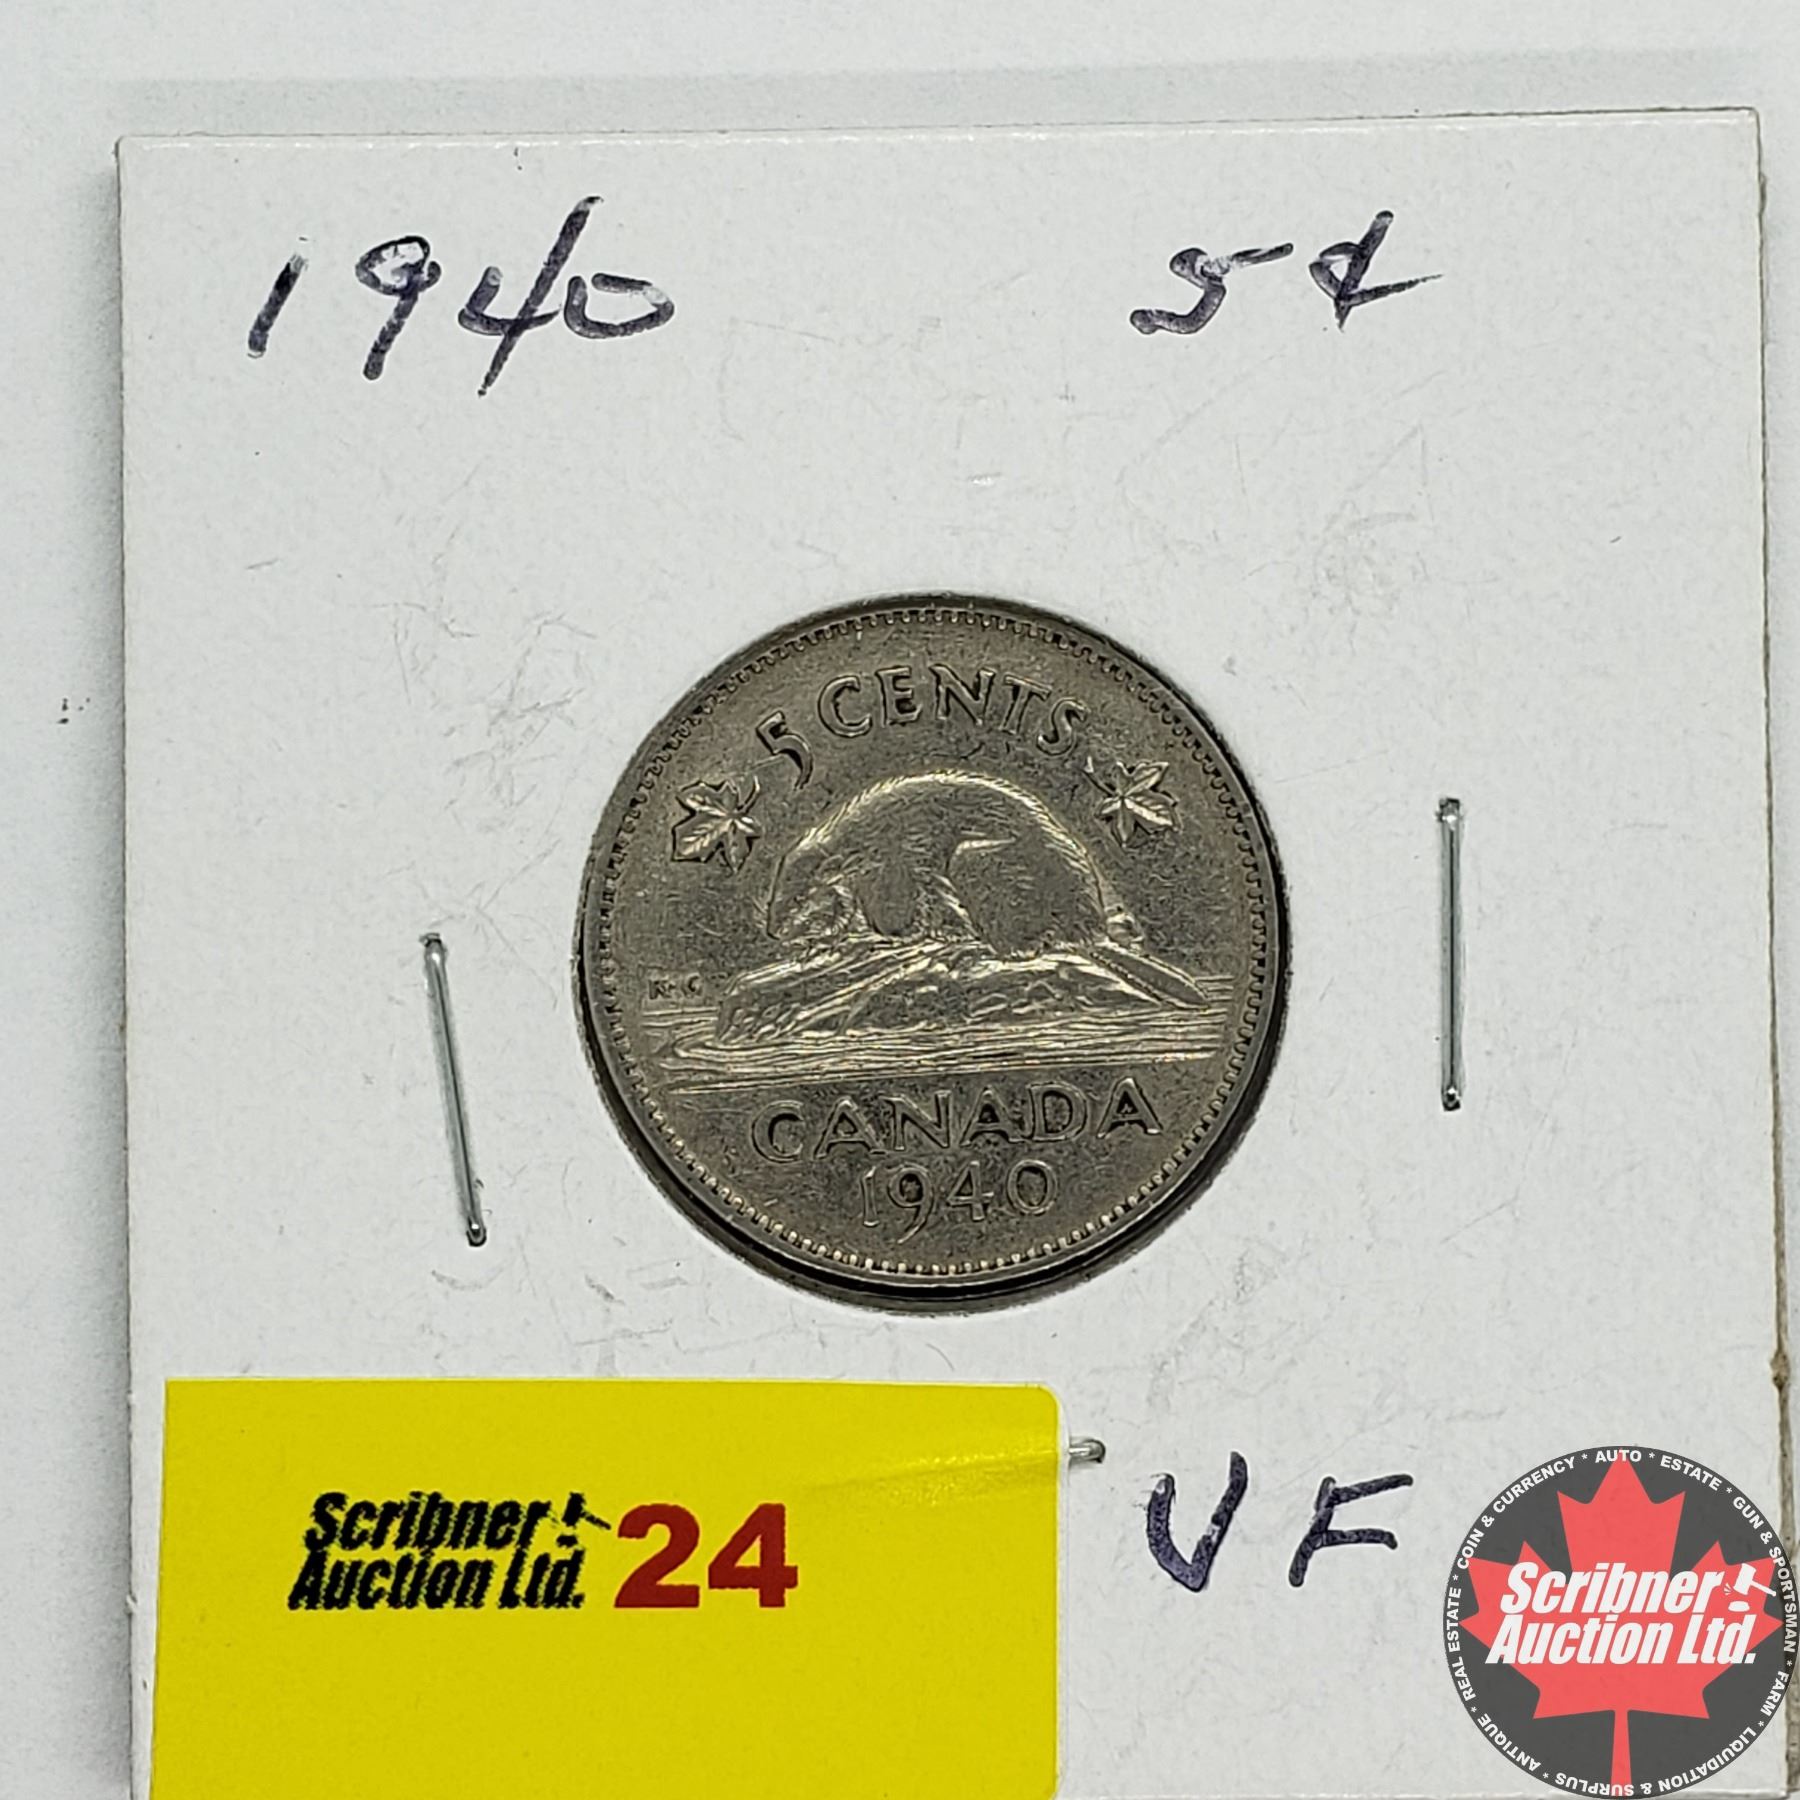 1940 5¢
5 CENTS
K·G
CANADA
1940
Scribner
Auction Ltd. 24
VF
COIN & CURRENCY * AUTO * ESTATE * GUN & SPORTSMAN * FARM * LIQUIDATION & SURPLUS * ANTIQUE * REAL ESTATE *
Scribner
Auction Ltd.